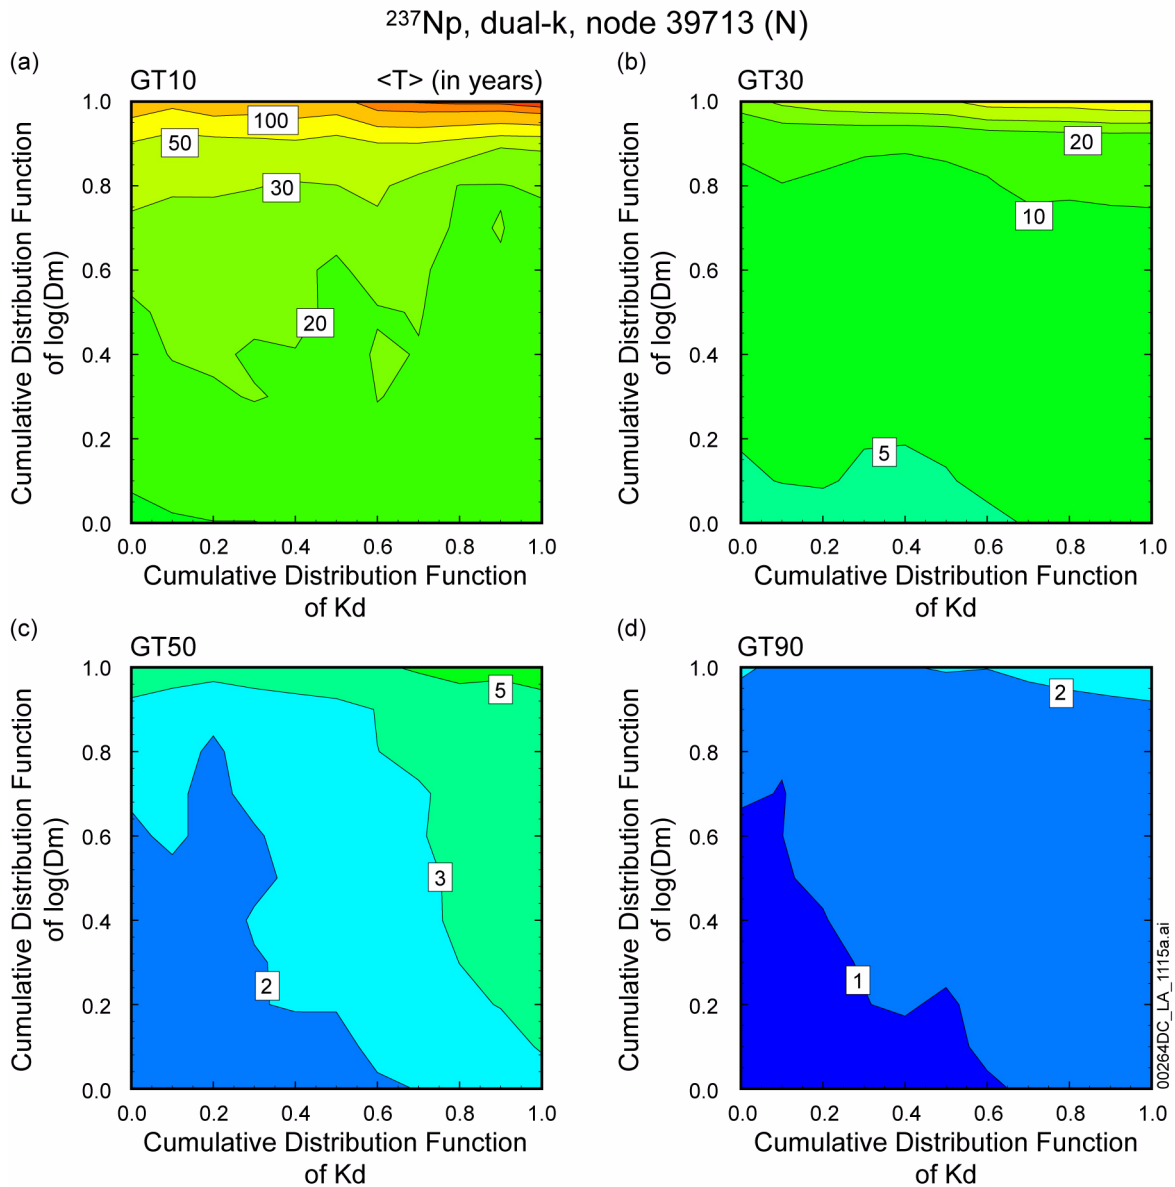 ²³⁷Np, dual-k, node 39713 (N)
(a)
GT10 <T> (in years)
1.0
0.8
0.6
0.4
0.2
0.0
Cumulative Distribution Function
of log(Dm)
100
50
30
20
0.0 0.2 0.4 0.6 0.8 1.0
Cumulative Distribution Function
of Kd
(b)
GT30
1.0
0.8
0.6
0.4
0.2
0.0
Cumulative Distribution Function
of log(Dm)
20
10
5
0.0 0.2 0.4 0.6 0.8 1.0
Cumulative Distribution Function
of Kd
(c)
GT50
1.0
0.8
0.6
0.4
0.2
0.0
Cumulative Distribution Function
of log(Dm)
5
3
2
0.0 0.2 0.4 0.6 0.8 1.0
Cumulative Distribution Function
of Kd
(d)
GT90
1.0
0.8
0.6
0.4
0.2
0.0
Cumulative Distribution Function
of log(Dm)
2
1
0.0 0.2 0.4 0.6 0.8 1.0
Cumulative Distribution Function
of Kd
00264DC_LA_1115a.ai